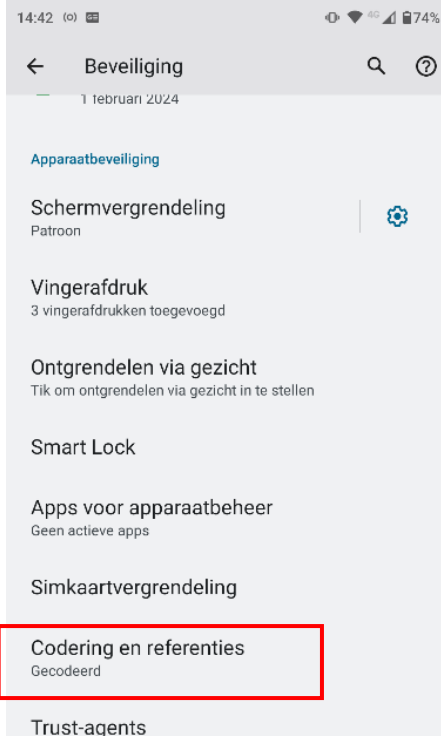 14:42 GE 4G 74%
Beveiliging
1 februari 2024
Apparaatbeveiliging
Schermvergrendeling
Patroon
Vingerafdruk
3 vingerafdrukken toegevoegd
Ontgrendelen via gezicht
Tik om ontgrendelen via gezicht in te stellen
Smart Lock
Apps voor apparaatbeheer
Geen actieve apps
Simkaartvergrendeling
Codering en referenties
Gecodeerd
Trust-agents